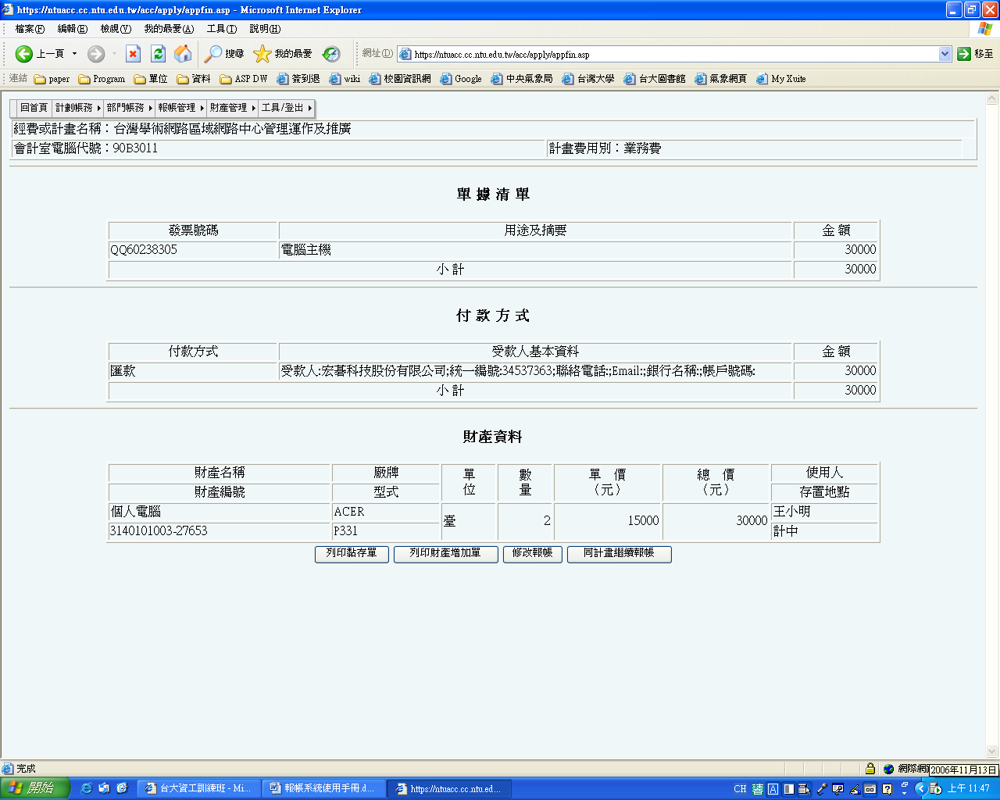 https://ntuacc.cc.ntu.edu.tw/acc/apply/appfin.asp - Microsoft Internet Explorer
檔案(F) 編輯(E) 檢視(V) 我的最愛(A) 工具(T) 說明(H)
上一頁 搜尋 我的最愛 網址(D) https://ntuacc.cc.ntu.edu.tw/acc/apply/appfin.asp 移至
連結 paper Program 單位 資料 ASP DW 簽到退 wiki 校園資訊網 Google 中央氣象局 台灣大學 台大圖書館 氣象網頁 My Xuite
回首頁 計劃帳務 部門帳務 報帳管理 財產管理 工具/登出
經費或計畫名稱：台灣學術網路區域網路中心管理運作及推廣
會計室電腦代號：90B3011 計畫費用別：業務費
單 據 清 單
發票號碼 用途及摘要 金 額
QQ60238305 電腦主機 30000
小 計 30000
付 款 方 式
付款方式 受款人基本資料 金 額
匯款 受款人:宏碁科技股份有限公司;統一編號:34537363;聯絡電話:;Email:;銀行名稱:;帳戶號碼: 30000
小 計 30000
財產資料
財產名稱 廠牌 單位 數量 單 價（元） 總 價（元） 使用人
財產編號 型式 存置地點
個人電腦 ACER 臺 2 15000 30000 王小明
3140101003-27653 P331 計中
列印黏存單 列印財產增加單 修改報帳 同計畫繼續報帳
完成 網際網
2006年11月13日
開始 台大資工訓練班 - Mi... 報帳系統使用手冊.d... https://ntuacc.cc.ntu.ed... CH 上午 11:47